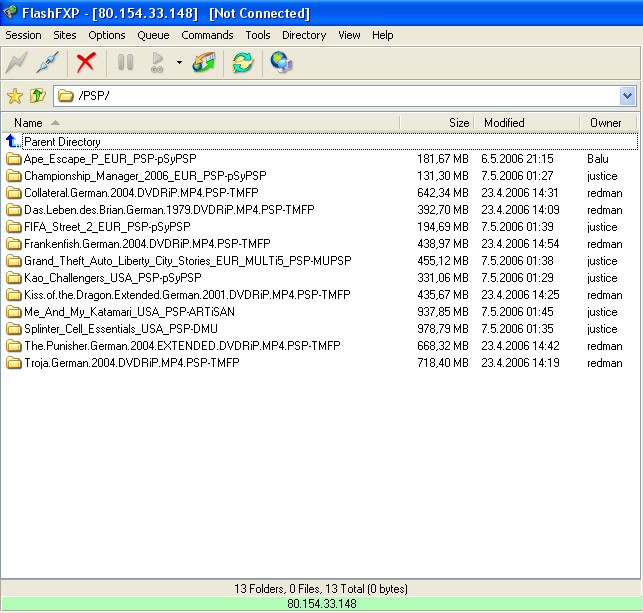 FlashFXP - [80.154.33.148] [Not Connected]
Session Sites Options Queue Commands Tools Directory View Help
/PSP/
Name Size Modified Owner
Parent Directory
Ape_Escape_P_EUR_PSP-pSyPSP 181,67 MB 6.5.2006 21:15 Balu
Championship_Manager_2006_EUR_PSP-pSyPSP 131,30 MB 7.5.2006 01:27 justice
Collateral.German.2004.DVDRiP.MP4.PSP-TMFP 642,34 MB 23.4.2006 14:31 redman
Das.Leben.des.Brian.German.1979.DVDRiP.MP4.PSP-TMFP 392,70 MB 23.4.2006 14:09 redman
FIFA_Street_2_EUR_PSP-pSyPSP 194,69 MB 7.5.2006 01:39 justice
Frankenfish.German.2004.DVDRiP.MP4.PSP-TMFP 438,97 MB 23.4.2006 14:54 redman
Grand_Theft_Auto_Liberty_City_Stories_EUR_MULTi5_PSP-MUPSP 455,12 MB 7.5.2006 01:38 justice
Kao_Challengers_USA_PSP-pSyPSP 331,06 MB 7.5.2006 01:29 justice
Kiss.of.the.Dragon.Extended.German.2001.DVDRiP.MP4.PSP-TMFP 435,67 MB 23.4.2006 14:25 redman
Me_And_My_Katamari_USA_PSP-ARTiSAN 937,85 MB 7.5.2006 01:45 justice
Splinter_Cell_Essentials_USA_PSP-DMU 978,79 MB 7.5.2006 01:35 justice
The.Punisher.German.2004.EXTENDED.DVDRiP.MP4.PSP-TMFP 668,32 MB 23.4.2006 14:42 redman
Troja.German.2004.DVDRiP.MP4.PSP-TMFP 718,40 MB 23.4.2006 14:19 redman
13 Folders, 0 Files, 13 Total (0 bytes)
80.154.33.148